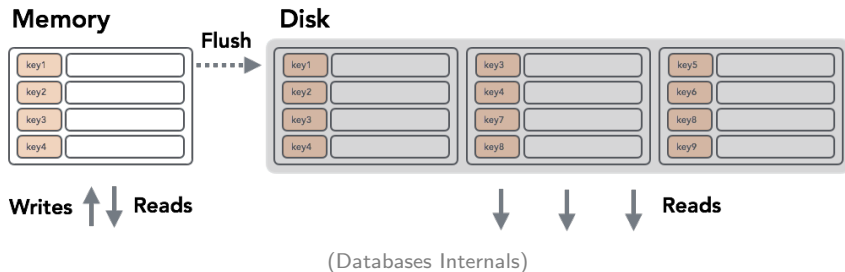 Memory
Flush
Disk
key1
key2
key3
key4
key1
key2
key3
key4
key3
key4
key7
key8
key5
key6
key8
key9
Writes
Reads
Reads
(Databases Internals)